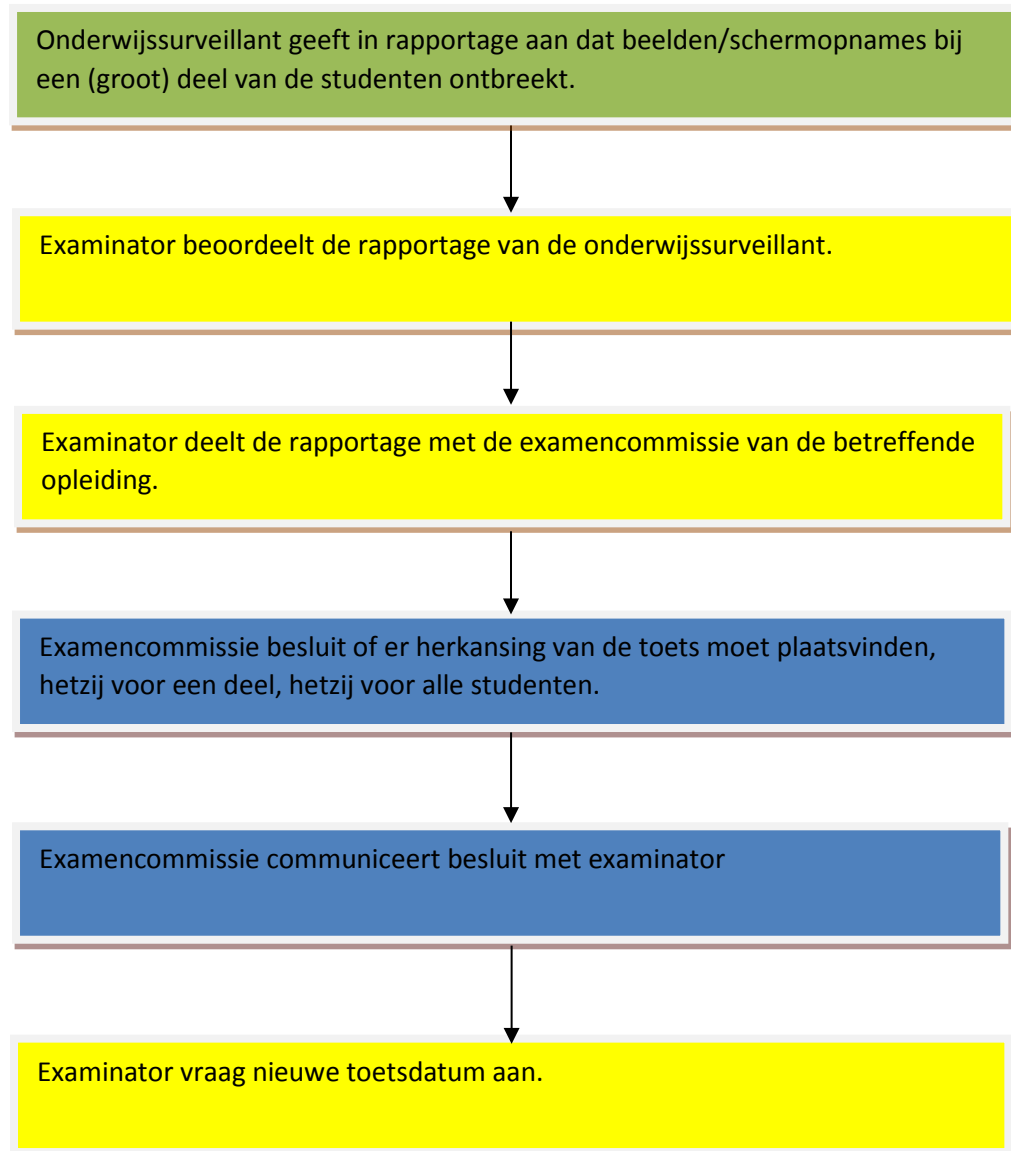 Onderwijssurveillant geeft in rapportage aan dat beelden/schermopnames bij
een (groot) deel van de studenten ontbreekt.
Examinator beoordeelt de rapportage van de onderwijssurveillant.
Examinator deelt de rapportage met de examencommissie van de betreffende
opleiding.
Examencommissie besluit of er herkansing van de toets moet plaatsvinden,
hetzij voor een deel, hetzij voor alle studenten.
Examencommissie communiceert besluit met examinator
Examinator vraag nieuwe toetsdatum aan.